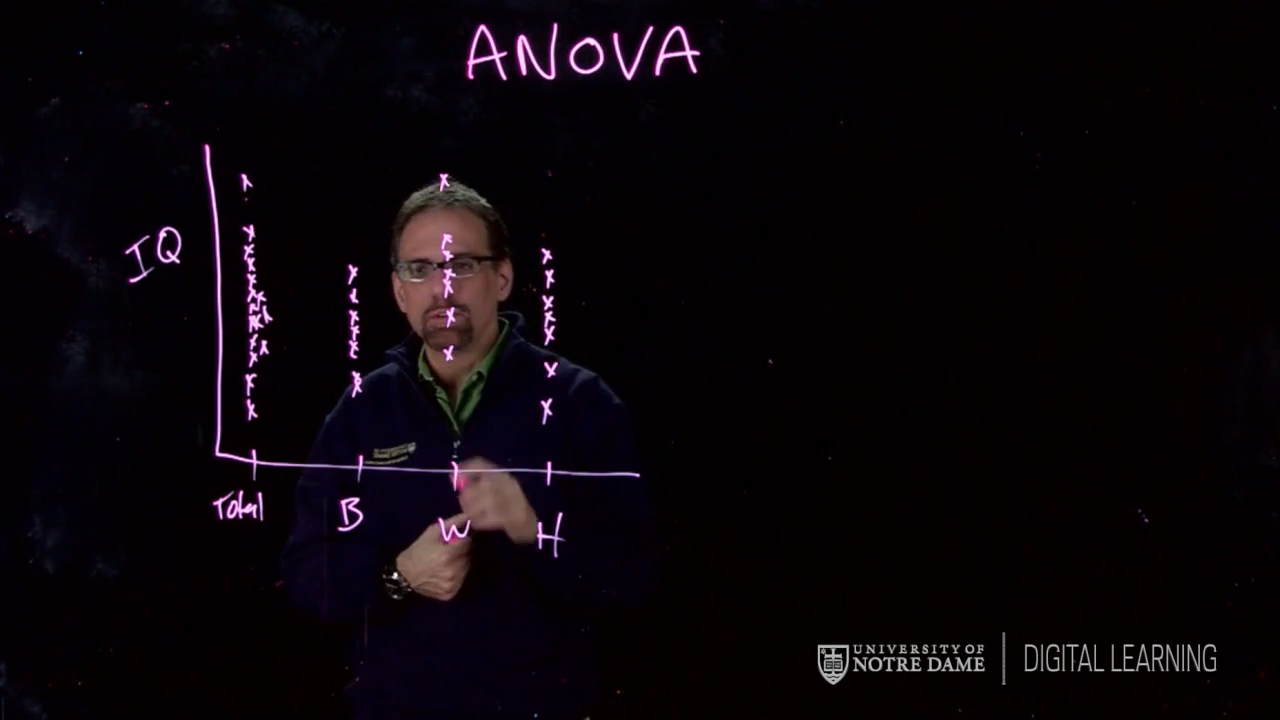 ANOVA
IQ
Total B W H
UNIVERSITY OF
NOTRE DAME
DIGITAL LEARNING